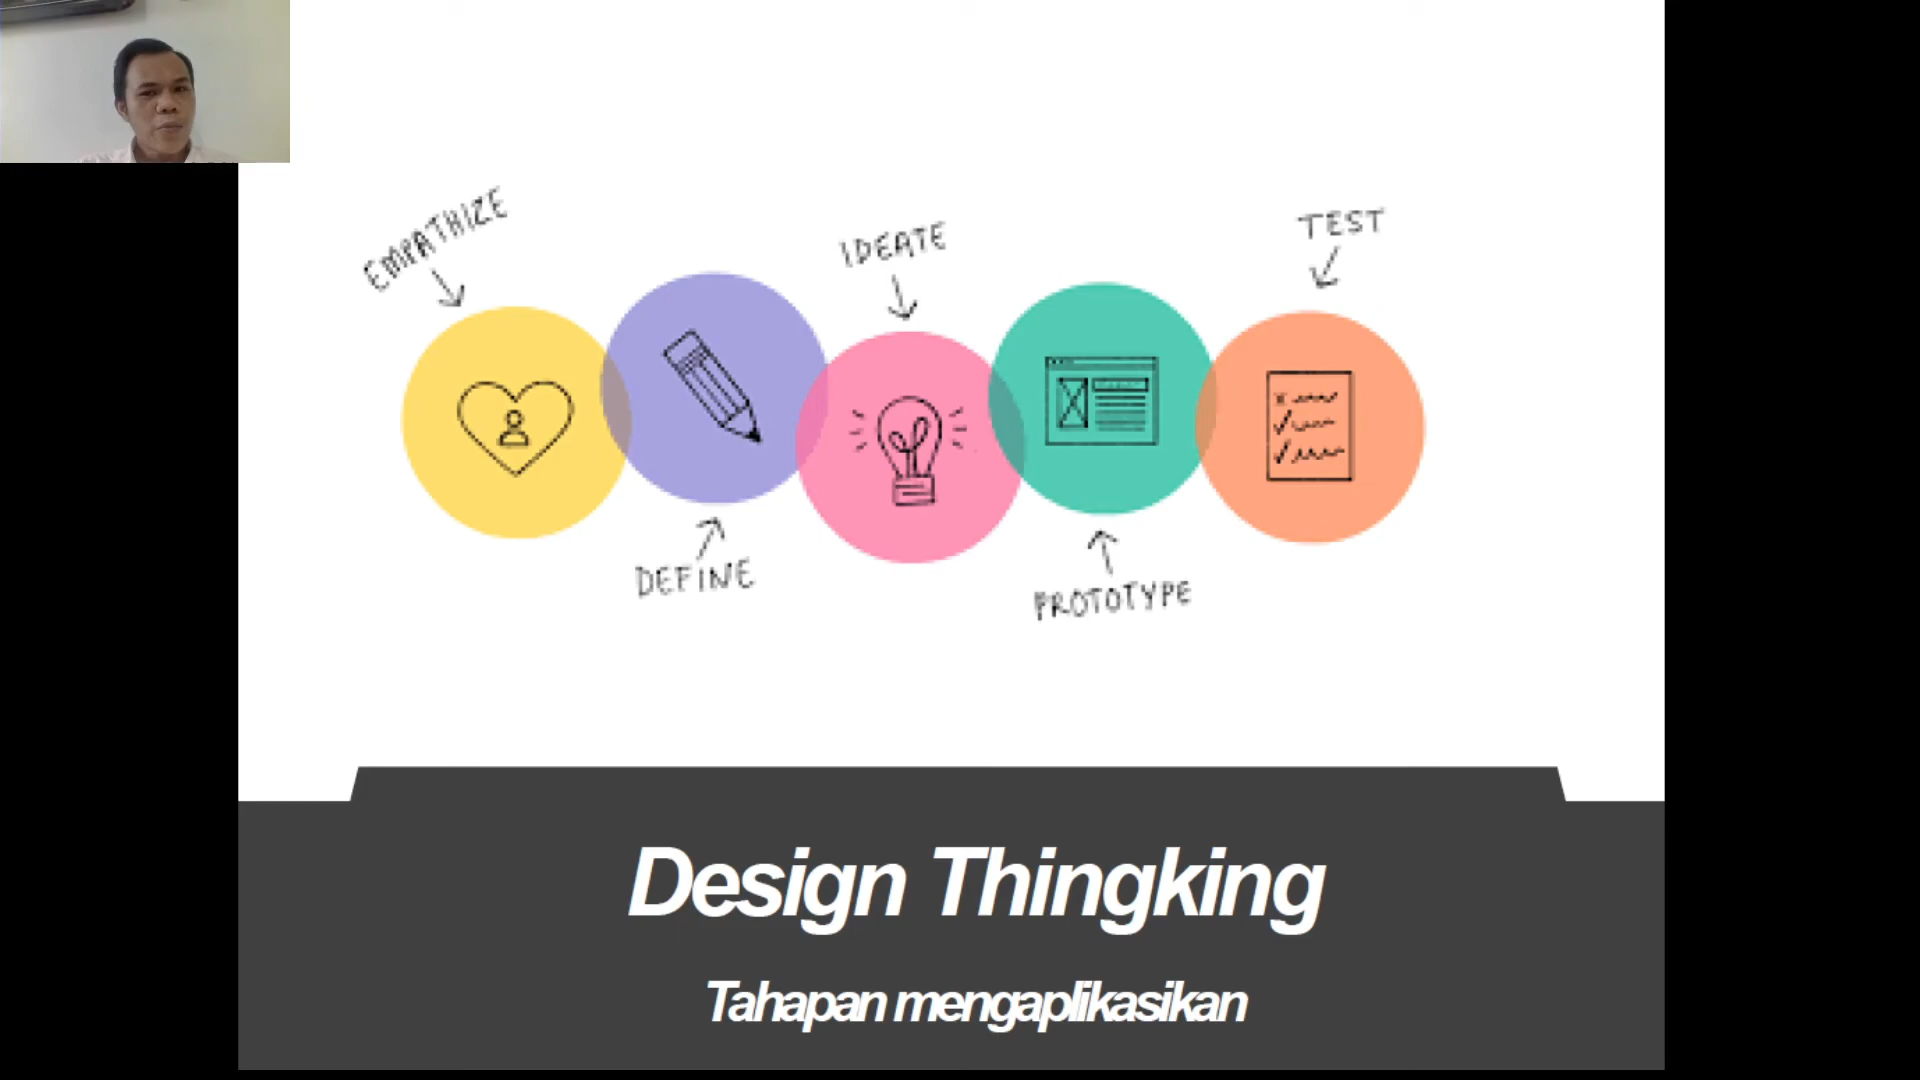 EMPATHIZE
IDEATE
TEST
DEFINE
PROTOTYPE
Design Thingking
Tahapan mengaplikasikan